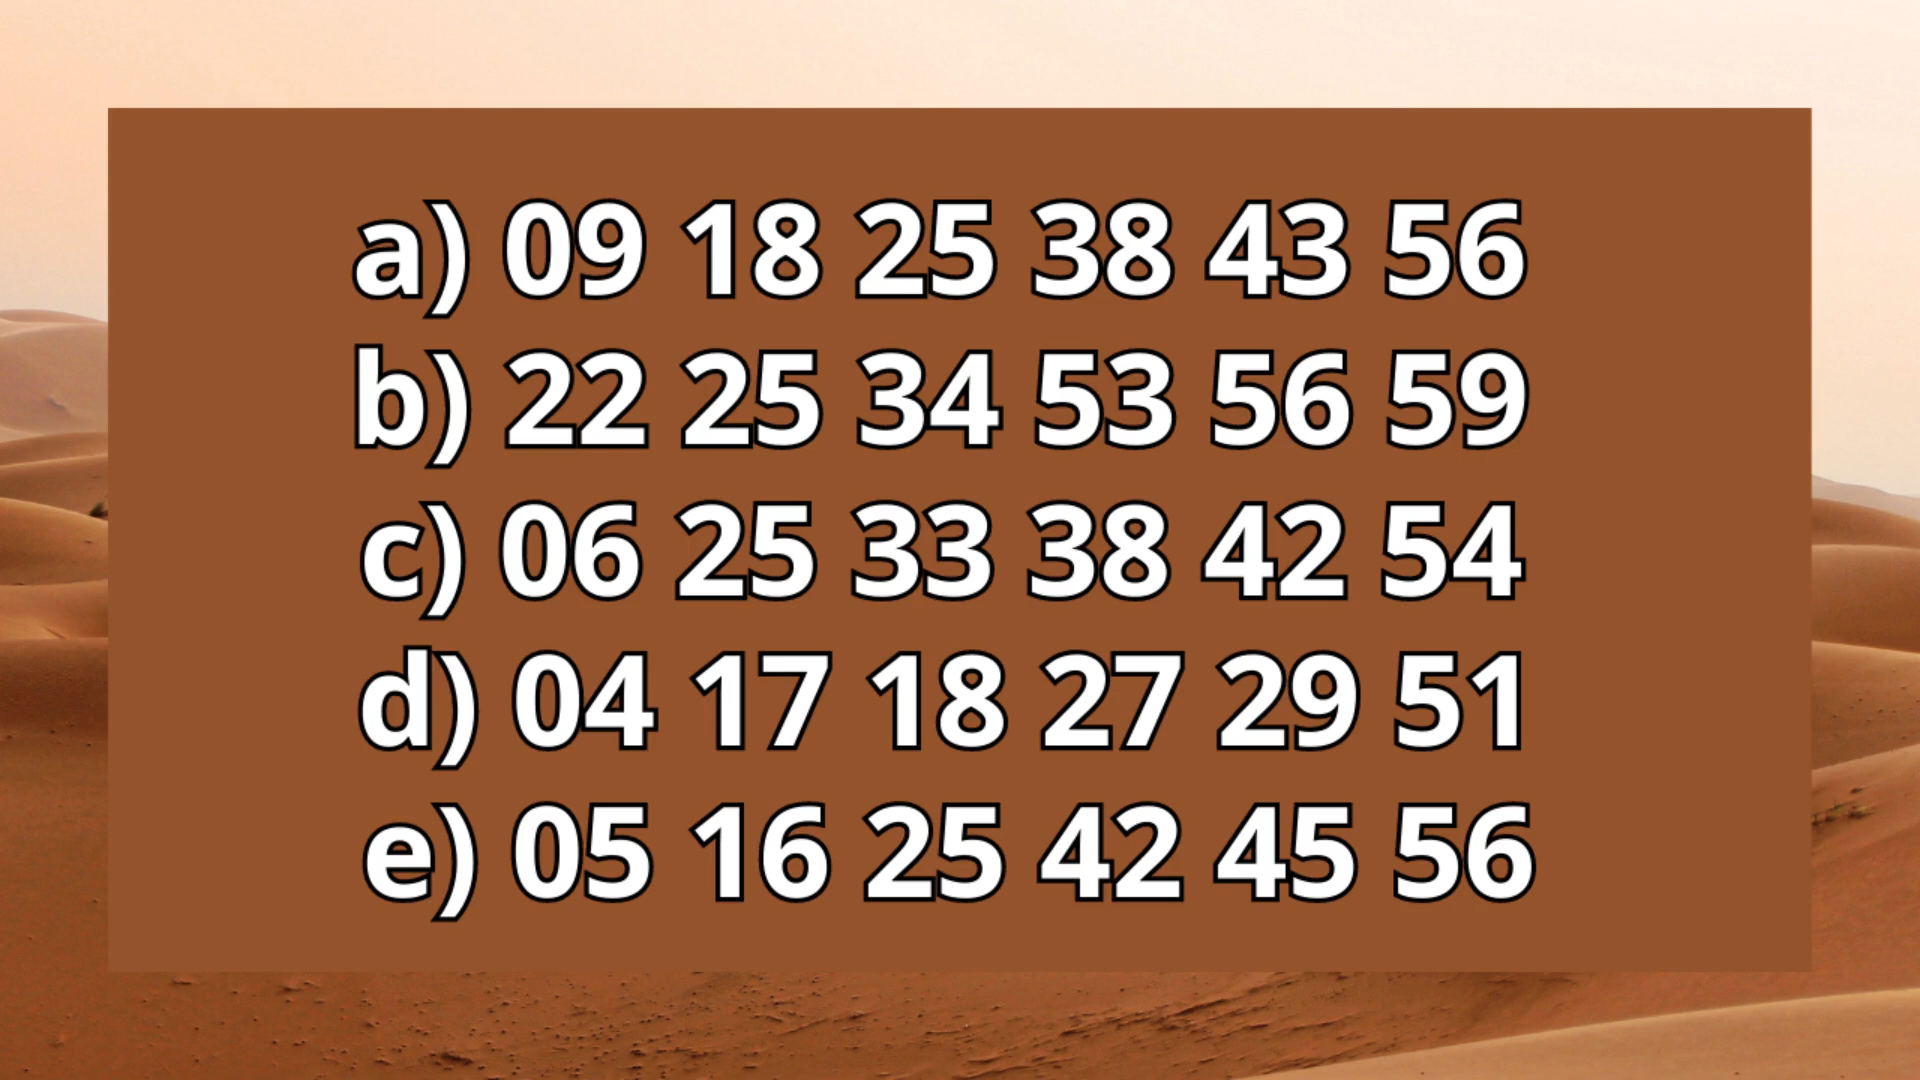 a) 09 18 25 38 43 56
b) 22 25 34 53 56 59
c) 06 25 33 38 42 54
d) 04 17 18 27 29 51
e) 05 16 25 42 45 56